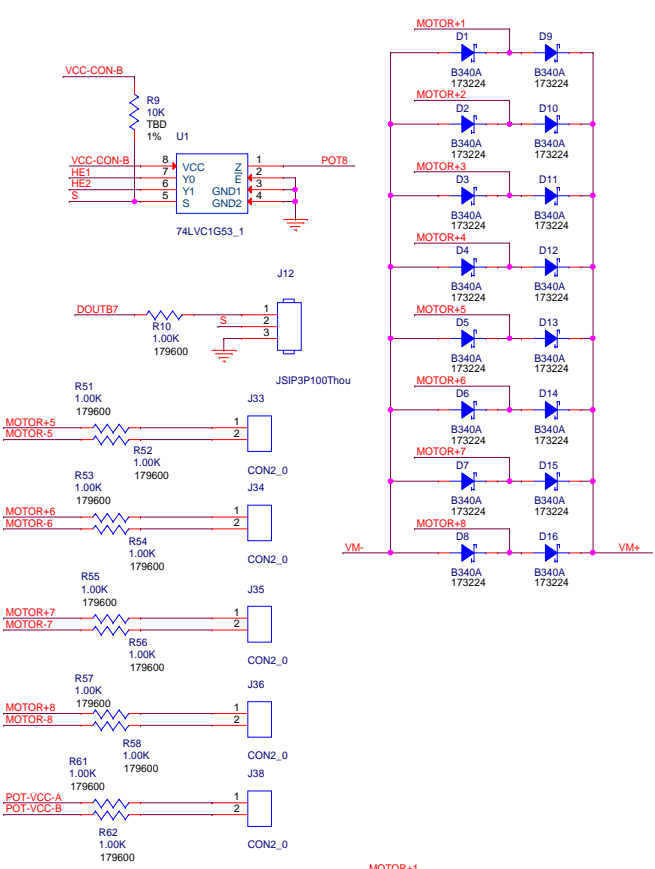 VCC-CON-B
R9
10K
TBD
1%
U1
VCC-CON-B
8
VCC
Z
1
POT8
HE1
7
Y0
E
2
HE2
6
Y1
GND1
3
S
5
S
GND2
4
74LVC1G53_1
J12
DOUTB7
R10
1.00K
179600
S
1
2
3
JSIP3P100Thou
R51
1.00K
179600
J33
MOTOR+5
1
MOTOR-5
2
R52
1.00K
179600
CON2_0
R53
1.00K
179600
J34
MOTOR+6
1
MOTOR-6
2
R54
1.00K
179600
CON2_0
R55
1.00K
179600
J35
MOTOR+7
1
MOTOR-7
2
R56
1.00K
179600
CON2_0
R57
1.00K
179600
J36
MOTOR+8
1
MOTOR-8
2
R58
1.00K
179600
CON2_0
R61
1.00K
179600
J38
POT-VCC-A
1
POT-VCC-B
2
R62
1.00K
179600
CON2_0
MOTOR+1
D1
D9
B340A
173224
B340A
173224
MOTOR+2
D2
D10
B340A
173224
B340A
173224
MOTOR+3
D3
D11
B340A
173224
B340A
173224
MOTOR+4
D4
D12
B340A
173224
B340A
173224
MOTOR+5
D5
D13
B340A
173224
B340A
173224
MOTOR+6
D6
D14
B340A
173224
B340A
173224
MOTOR+7
D7
D15
B340A
173224
B340A
173224
MOTOR+8
D8
D16
VM-
VM+
B340A
173224
B340A
173224
MOTOR+1